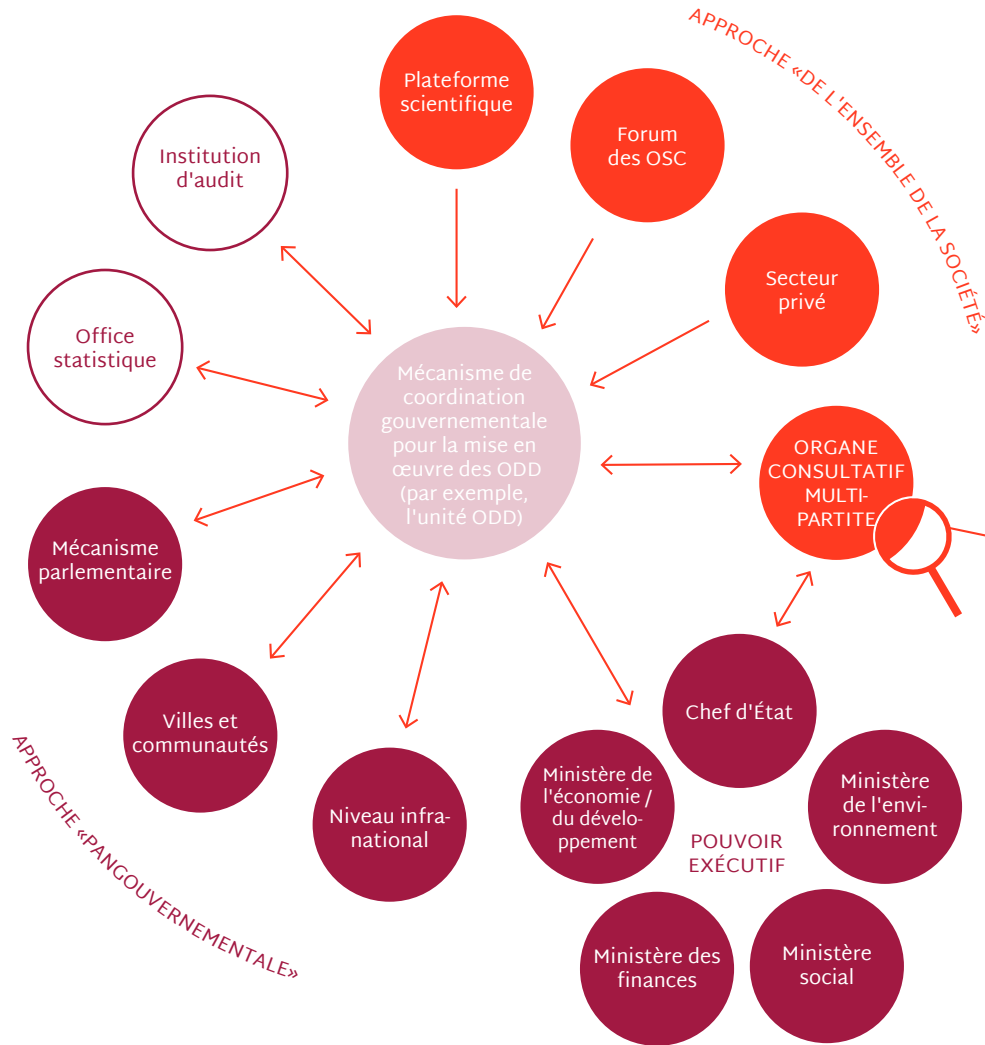 APPROCHE «DE L'ENSEMBLE DE LA SOCIÉTÉ»
Plateforme
scientifique
Forum
des OSC
Institution
d'audit
Secteur
privé
Office
statistique
Mécanisme de
coordination
gouvernementale
pour la mise en
œuvre des ODD
(par exemple,
l'unité ODD)
ORGANE
CONSULTATIF
MULTI-
PARTITE
Mécanisme
parlementaire
Villes et
communautés
Niveau infra-
national
Chef d'État
Ministère de
l'économie /
du dévelo-
ppement
Ministère
de l'envi-
ronnement
POUVOIR
EXÉCUTIF
Ministère des
finances
Ministère
social
APPROCHE «PANGOUVERNEMENTALE»